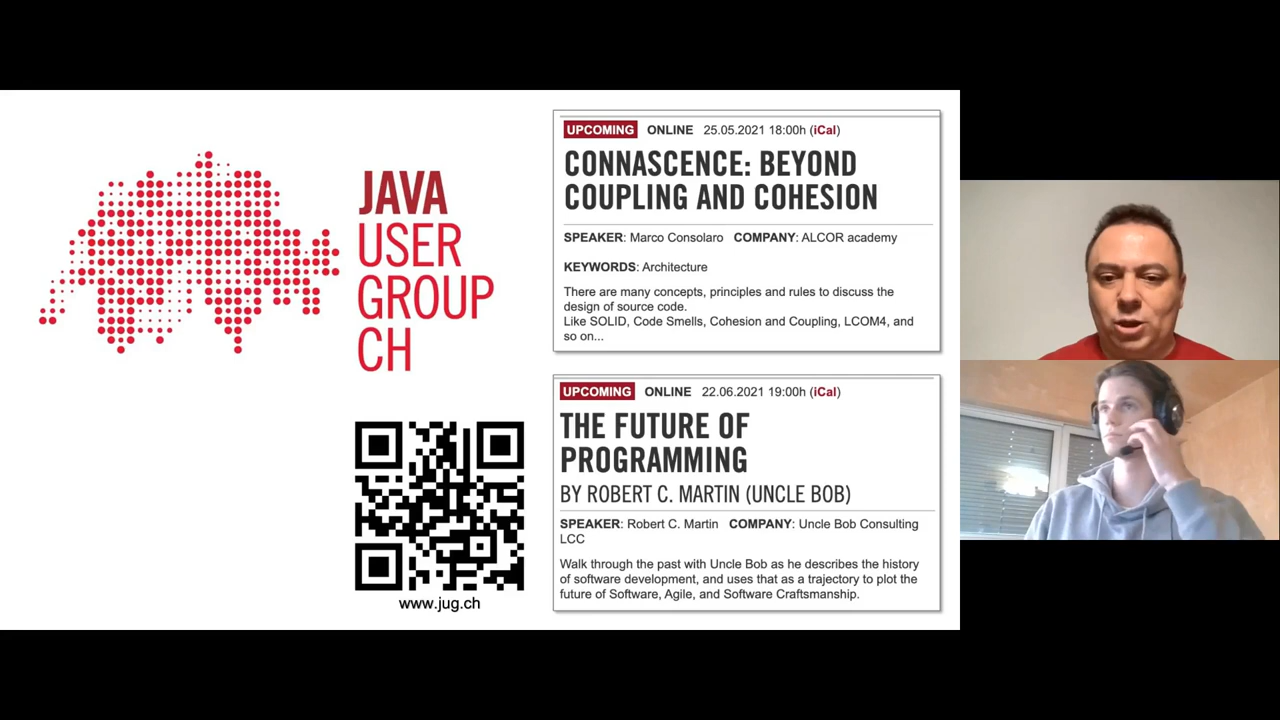 JAVA
USER
GROUP
CH
www.jug.ch
UPCOMING ONLINE 25.05.2021 18:00h (iCal)
CONNASCENCE: BEYOND
COUPLING AND COHESION
SPEAKER: Marco Consolaro COMPANY: ALCOR academy
KEYWORDS: Architecture
There are many concepts, principles and rules to discuss the
design of source code.
Like SOLID, Code Smells, Cohesion and Coupling, LCOM4, and
so on...
UPCOMING ONLINE 22.06.2021 19:00h (iCal)
THE FUTURE OF
PROGRAMMING
BY ROBERT C. MARTIN (UNCLE BOB)
SPEAKER: Robert C. Martin COMPANY: Uncle Bob Consulting
LCC
Walk through the past with Uncle Bob as he describes the history
of software development, and uses that as a trajectory to plot the
future of Software, Agile, and Software Craftsmanship.